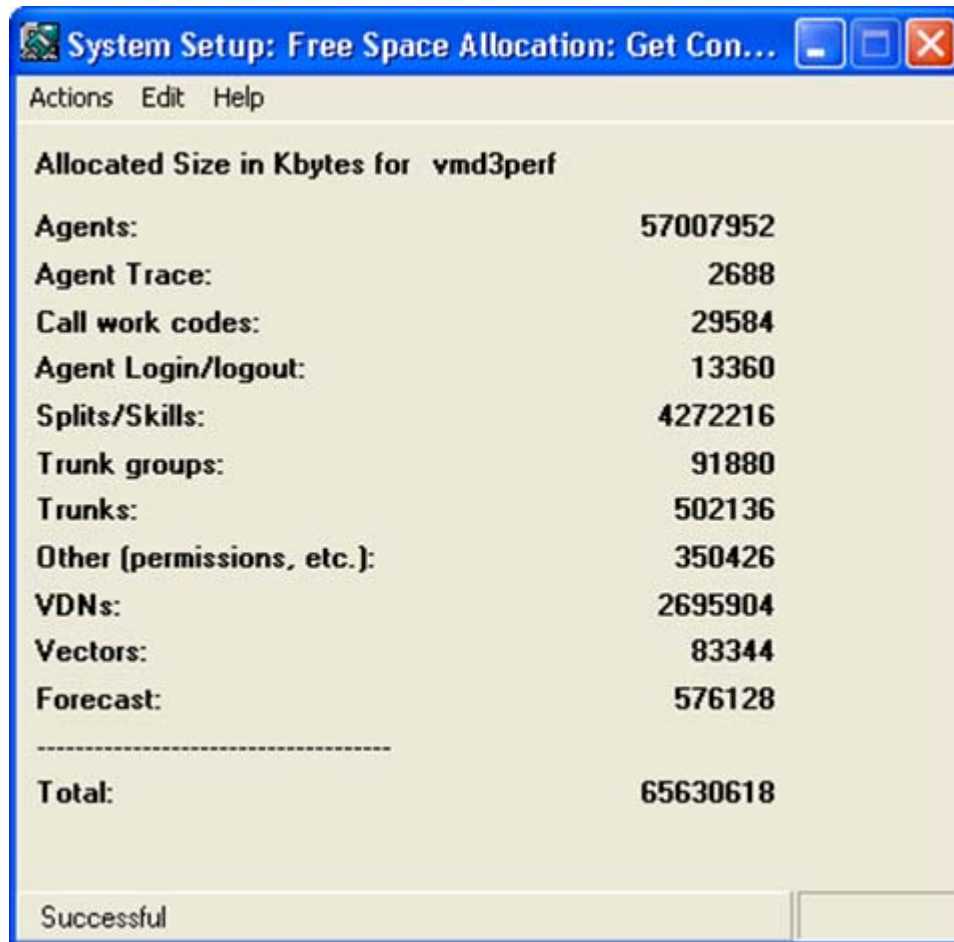 System Setup: Free Space Allocation: Get Con...
Actions Edit Help
Allocated Size in Kbytes for vmd3perf
Agents: 57007952
Agent Trace: 2688
Call work codes: 29584
Agent Login/logout: 13360
Splits/Skills: 4272216
Trunk groups: 91880
Trunks: 502136
Other (permissions, etc.): 350426
VDNs: 2695904
Vectors: 83344
Forecast: 576128
-------------------------------------
Total: 65630618
Successful